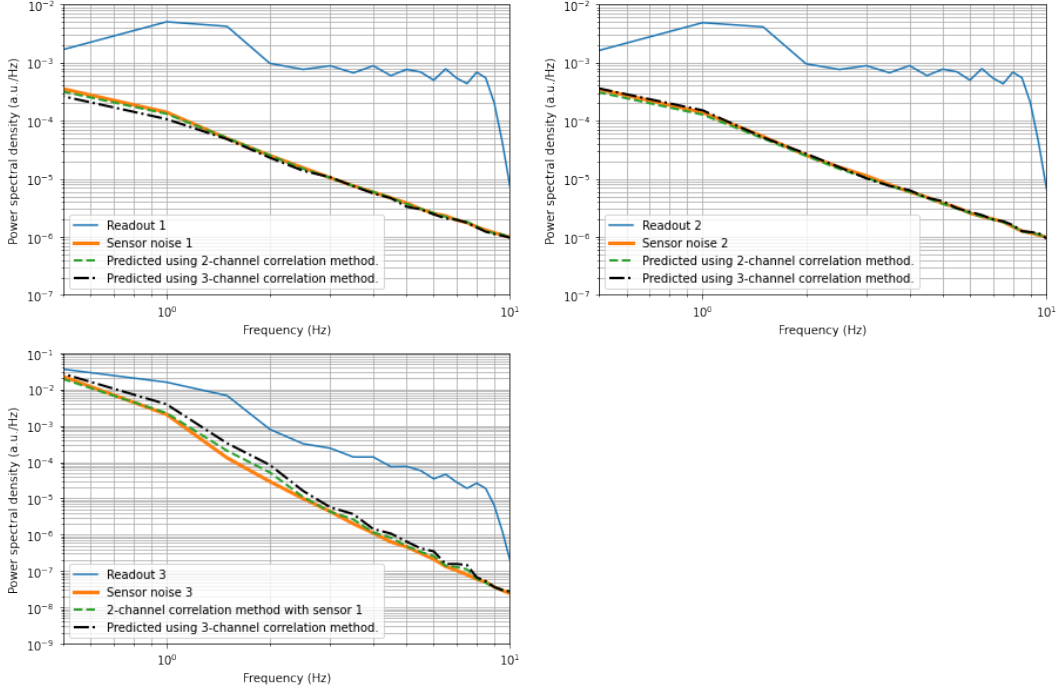 10⁻²
10⁻³
10⁻⁴
10⁻⁵
10⁻⁶
10⁻⁷
Power spectral density (a.u./Hz)
Readout 1
Sensor noise 1
Predicted using 2-channel correlation method.
Predicted using 3-channel correlation method.
10⁰
10¹
Frequency (Hz)
10⁻²
10⁻³
10⁻⁴
10⁻⁵
10⁻⁶
10⁻⁷
Power spectral density (a.u./Hz)
Readout 2
Sensor noise 2
Predicted using 2-channel correlation method.
Predicted using 3-channel correlation method.
10⁰
10¹
Frequency (Hz)
10⁻¹
10⁻²
10⁻³
10⁻⁴
10⁻⁵
10⁻⁶
10⁻⁷
10⁻⁸
10⁻⁹
Power spectral density (a.u./Hz)
Readout 3
Sensor noise 3
2-channel correlation method with sensor 1
Predicted using 3-channel correlation method.
10⁰
10¹
Frequency (Hz)